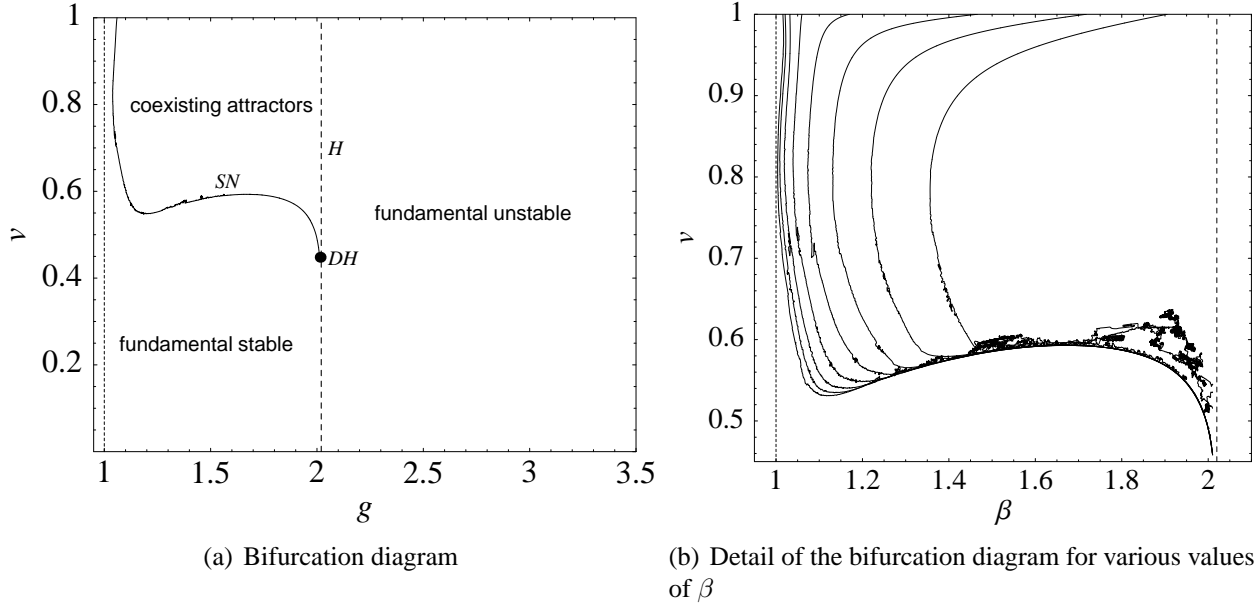 1
0.8
0.6
0.4
0.2
v
coexisting attractors
H
SN
fundamental unstable
DH
fundamental stable
1 1.5 2 2.5 3 3.5
g
(a) Bifurcation diagram
1
0.9
0.8
0.7
0.6
0.5
v
1 1.2 1.4 1.6 1.8 2
β
(b) Detail of the bifurcation diagram for various values
of β